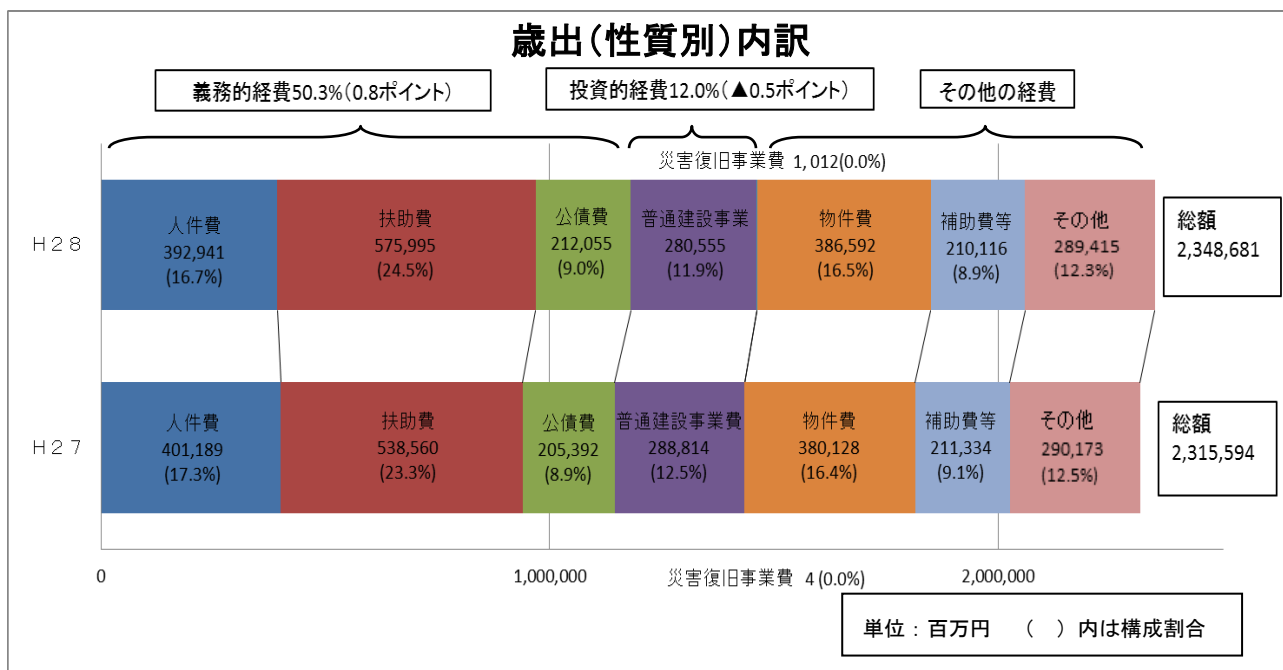 歳出(性質別)内訳
義務的経費50.3%(0.8ポイント)
投資的経費12.0%(▲0.5ポイント)
その他の経費
災害復旧事業費 1,012(0.0%)
H28
人件費
392,941
(16.7%)
扶助費
575,995
(24.5%)
公債費
212,055
(9.0%)
普通建設事業
280,555
(11.9%)
物件費
386,592
(16.5%)
補助費等
210,116
(8.9%)
その他
289,415
(12.3%)
総額
2,348,681
H27
人件費
401,189
(17.3%)
扶助費
538,560
(23.3%)
公債費
205,392
(8.9%)
普通建設事業費
288,814
(12.5%)
物件費
380,128
(16.4%)
補助費等
211,334
(9.1%)
その他
290,173
(12.5%)
総額
2,315,594
0
1,000,000
災害復旧事業費 4(0.0%)
2,000,000
単位:百万円 ( )内は構成割合